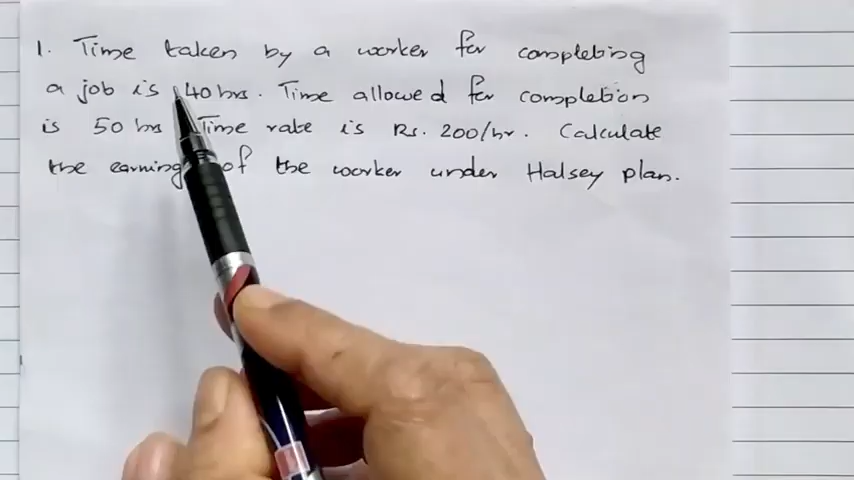 1. Time taken by a worker for completing
a job is 40 hrs. Time allowed for completion
is 50 hrs Time rate is Rs. 200/hr. Calculate
the earning of the worker under Halsey plan.